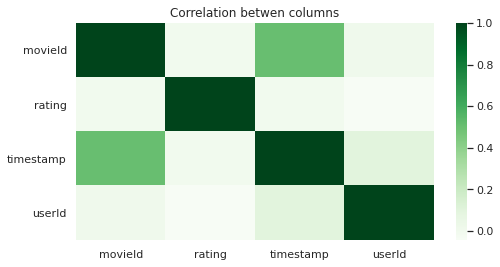 Correlation betwen columns
movieId
rating
timestamp
userId
movieId rating timestamp userId
1.0
0.8
0.6
0.4
0.2
0.0